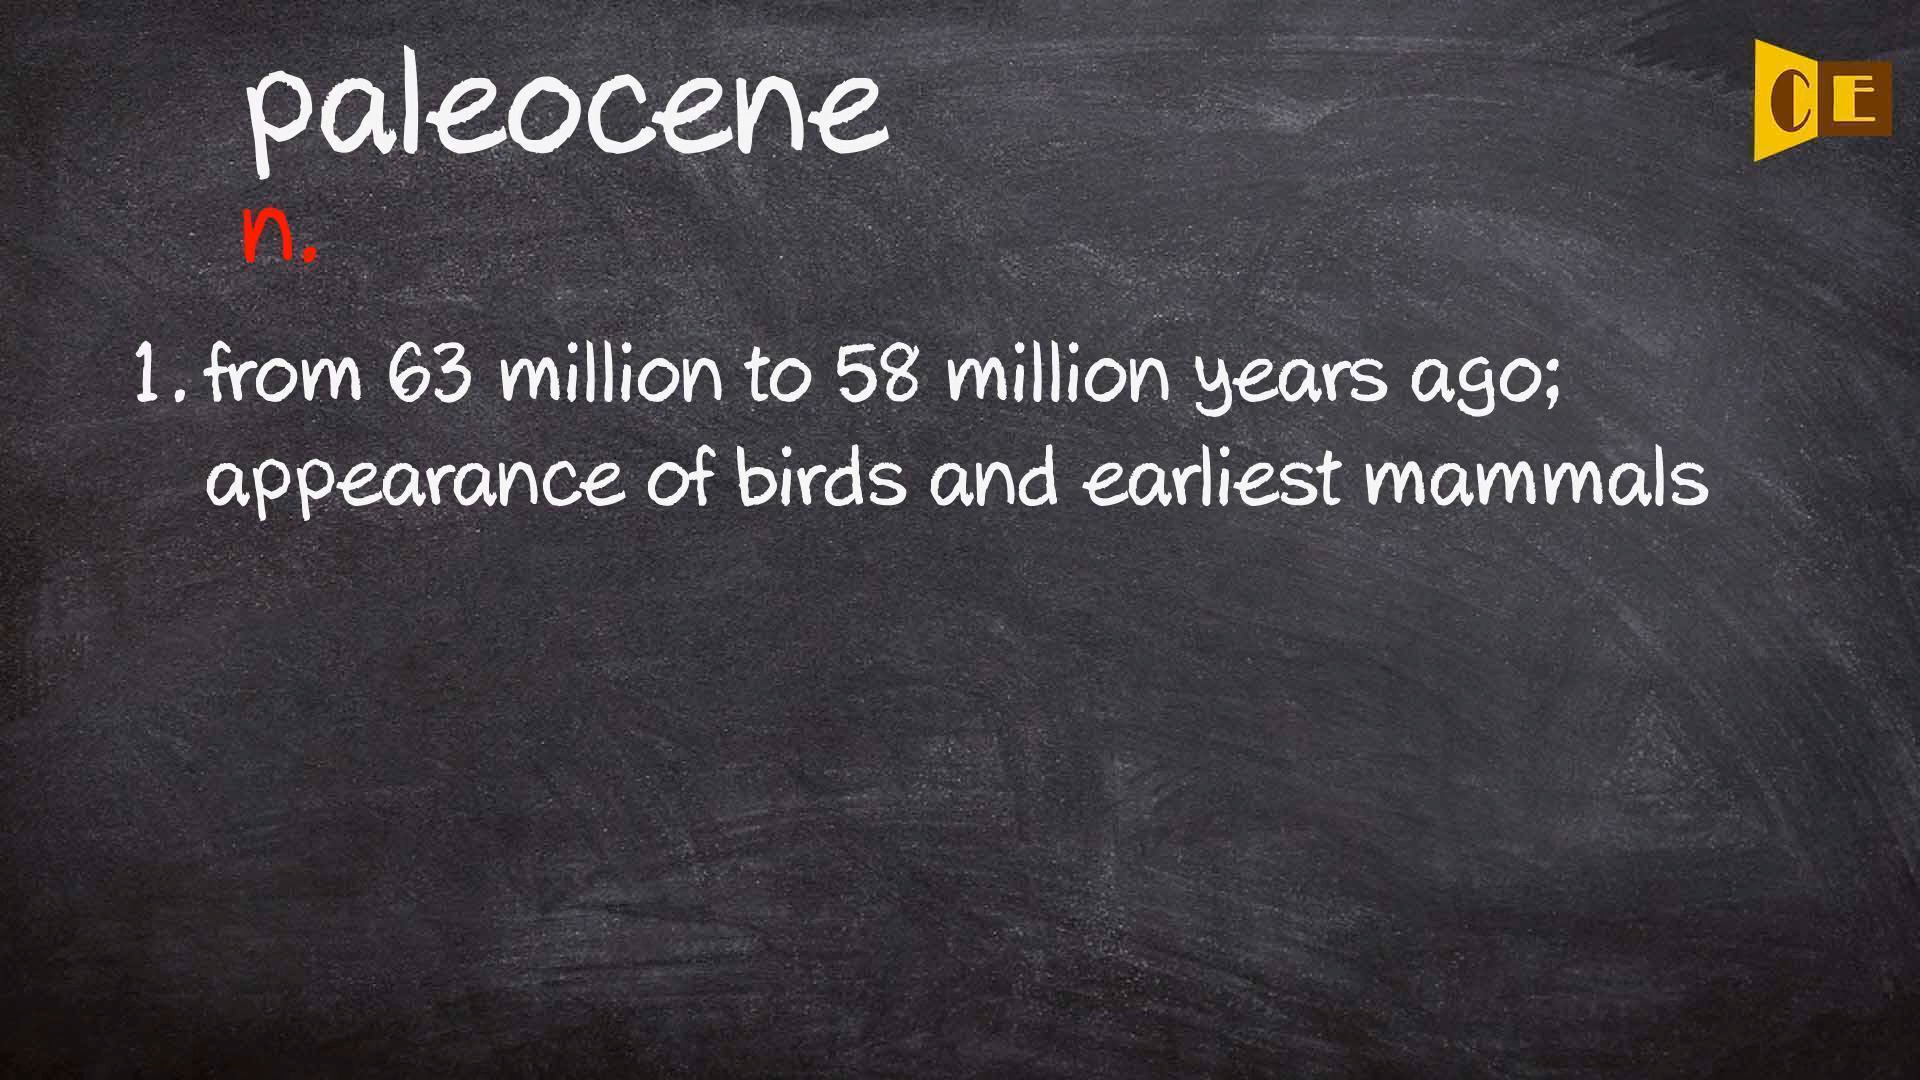 paleocene
CE
n.
1. from 63 million to 58 million years ago;
appearance of birds and earliest mammals